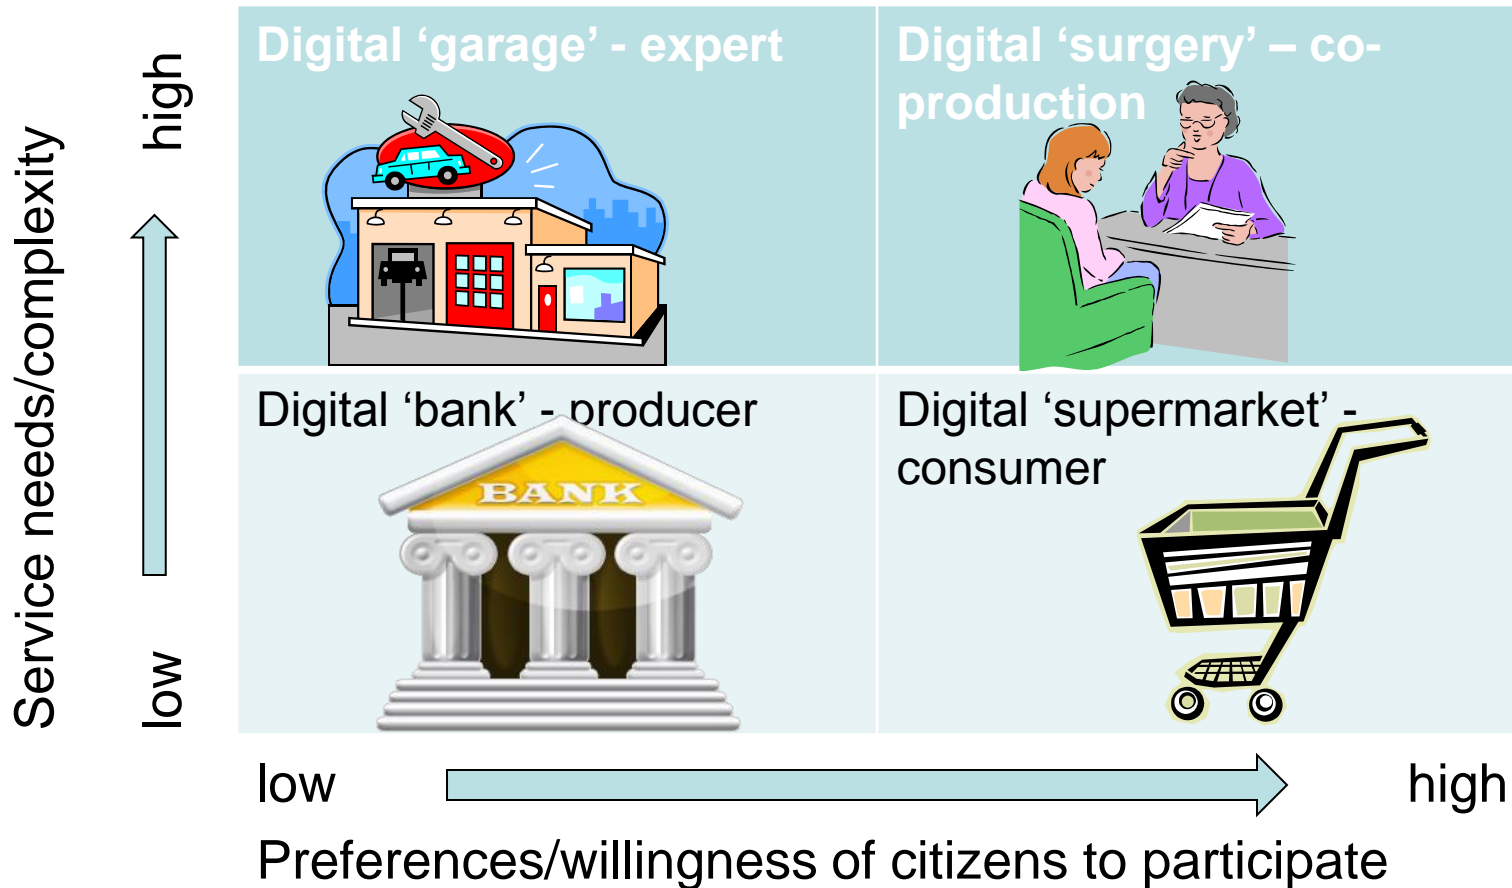 Digital ‘garage’ - expert
Digital ‘surgery’ – co-
production
high
Service needs/complexity
low
Digital ‘bank’ - producer
BANK
Digital ‘supermarket’ -
consumer
low
high
Preferences/willingness of citizens to participate